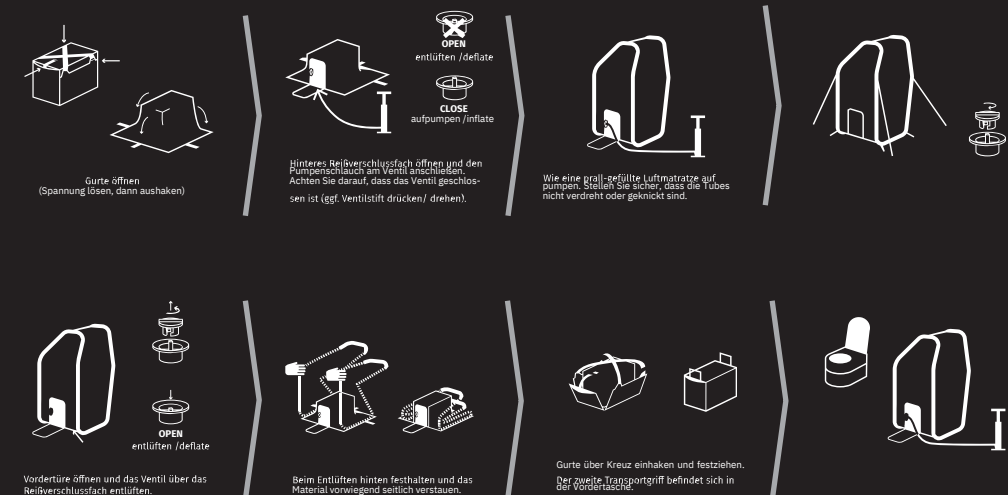 Gurte öffnen
(Spannung lösen, dann aushaken)
OPEN
entlüften /deflate
CLOSE
aufpumpen /inflate
Hinteres Reißverschlussfach öffnen und den
Pumpenschlauch am Ventil anschließen.
Achten Sie darauf, dass das Ventil geschlos-
sen ist (ggf. Ventilstift drücken/ drehen).
Wie eine prall-gefüllte Luftmatratze auf
pumpen. Stellen Sie sicher, dass die Tubes
nicht verdreht oder geknickt sind.
OPEN
entlüften /deflate
Vordertüre öffnen und das Ventil über das
Reißverschlussfach entlüften.
Beim Entlüften hinten festhalten und das
Material vorwiegend seitlich verstauen.
Gurte über Kreuz einhaken und festziehen.
Der zweite Transportgriff befindet sich in
der Vordertasche.